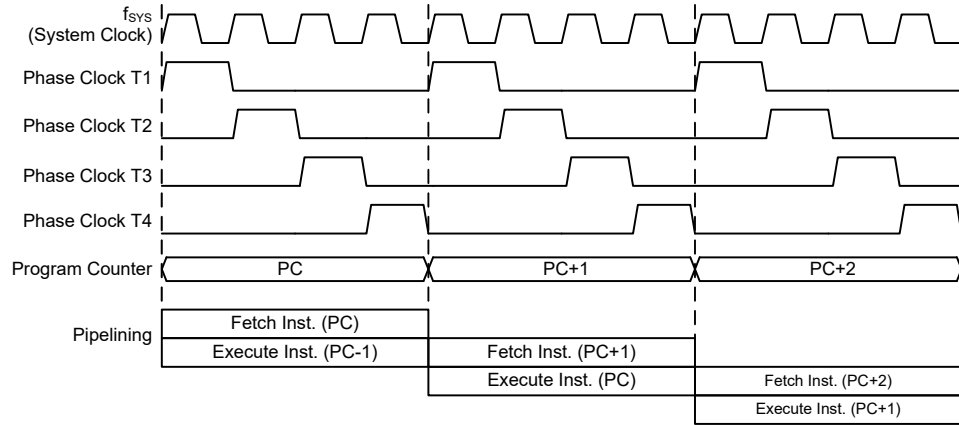 fSYS
(System Clock)
Phase Clock T1
Phase Clock T2
Phase Clock T3
Phase Clock T4
Program Counter PC PC+1 PC+2
Pipelining
Fetch Inst. (PC)
Execute Inst. (PC-1) Fetch Inst. (PC+1)
Execute Inst. (PC) Fetch Inst. (PC+2)
Execute Inst. (PC+1)